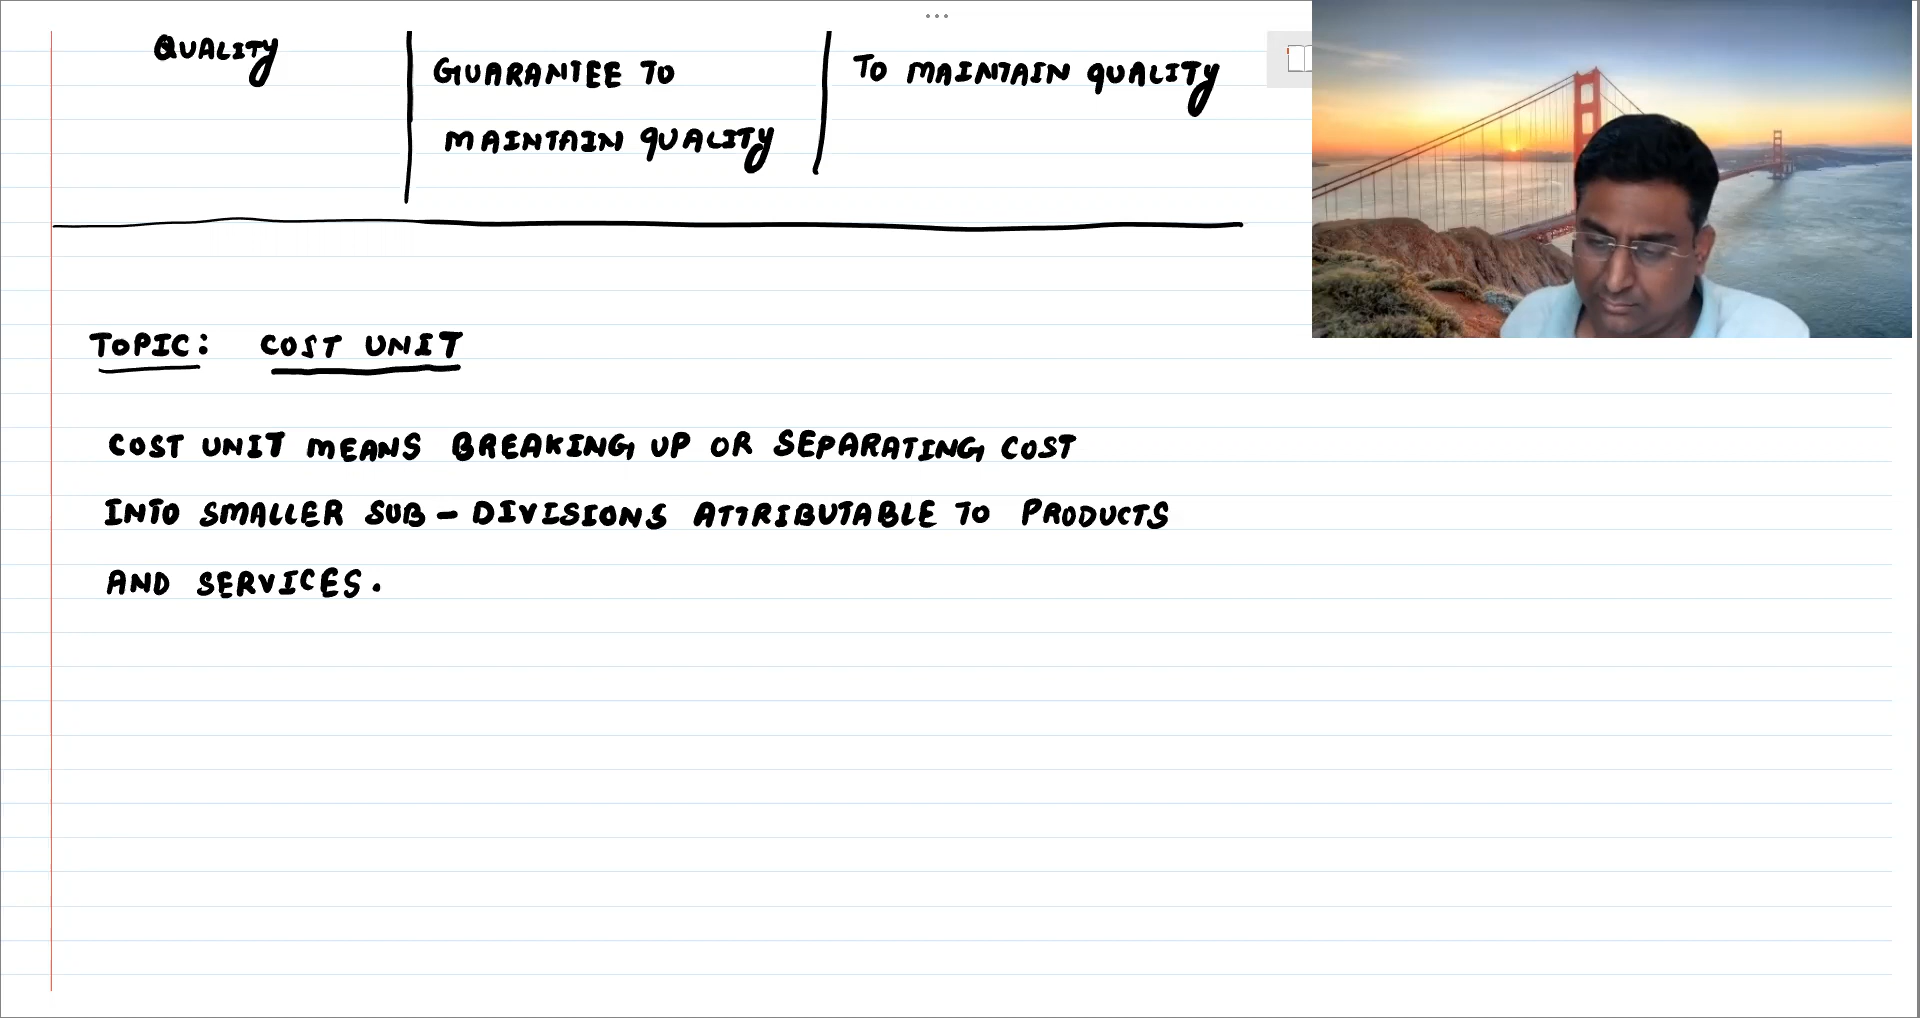 QUALITY
GUARANTEE TO
MAINTAIN QUALITY
TO MAINTAIN QUALITY
TOPIC: COST UNIT
COST UNIT MEANS BREAKING UP OR SEPARATING COST
INTO SMALLER SUB - DIVISIONS ATTRIBUTABLE TO PRODUCTS
AND SERVICES.